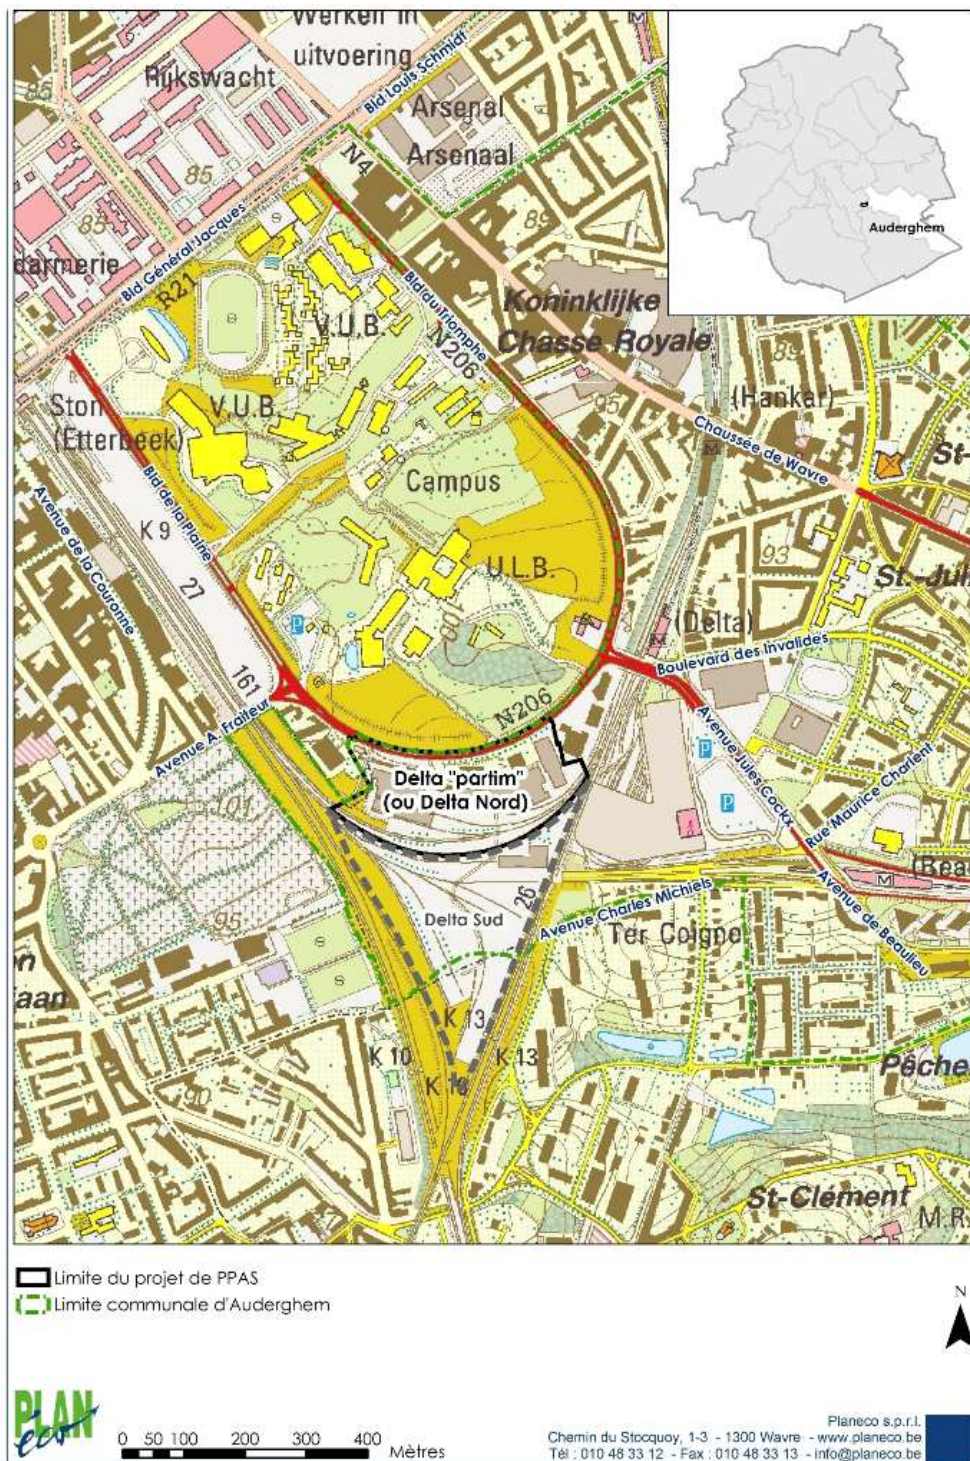 Werken in
uitvoering
Rijkswacht
Bld Louis Schmidt
Arsenal
Arsenaal
N4
85
85
85
89
Auderghem
darmerie
Bld Général Jacques
R21
V.U.B.
Bld du Triomphe
N206
Koninklijke
Chasse Royale
89
95
(Hankar)
M
Chaussée de Wavre
St-
Ston
(Etterbeek)
V.U.B.
Bld de la Plaine
Avenue de la Couronne
Campus
K 9
27
93
U.L.B.
St.-Juli
(Delta)
M
P
Boulevard des Invalides
161
Avenue A. Fraiteur
N206
Avenue Jules Cockx
P
P
Delta "partim"
(ou Delta Nord)
Rue Maurice Charlent
101
(Bea
M
26
Delta Sud
Avenue Charles Michiels
Avenue de Beaulieu
Ter Coigne
95
K 13
K 10
K 13
90
Pêche
St-Clément
M.R.
Limite du projet de PPAS
Limite communale d'Auderghem
N
PLAN
éco
0 50 100 200 300 400 Mètres
Planeco s.p.r.l.
Chemin du Stocquoy, 1-3 - 1300 Wavre - www.planeco.be
Tél : 010 48 33 12 - Fax : 010 48 33 13 - info@planeco.be